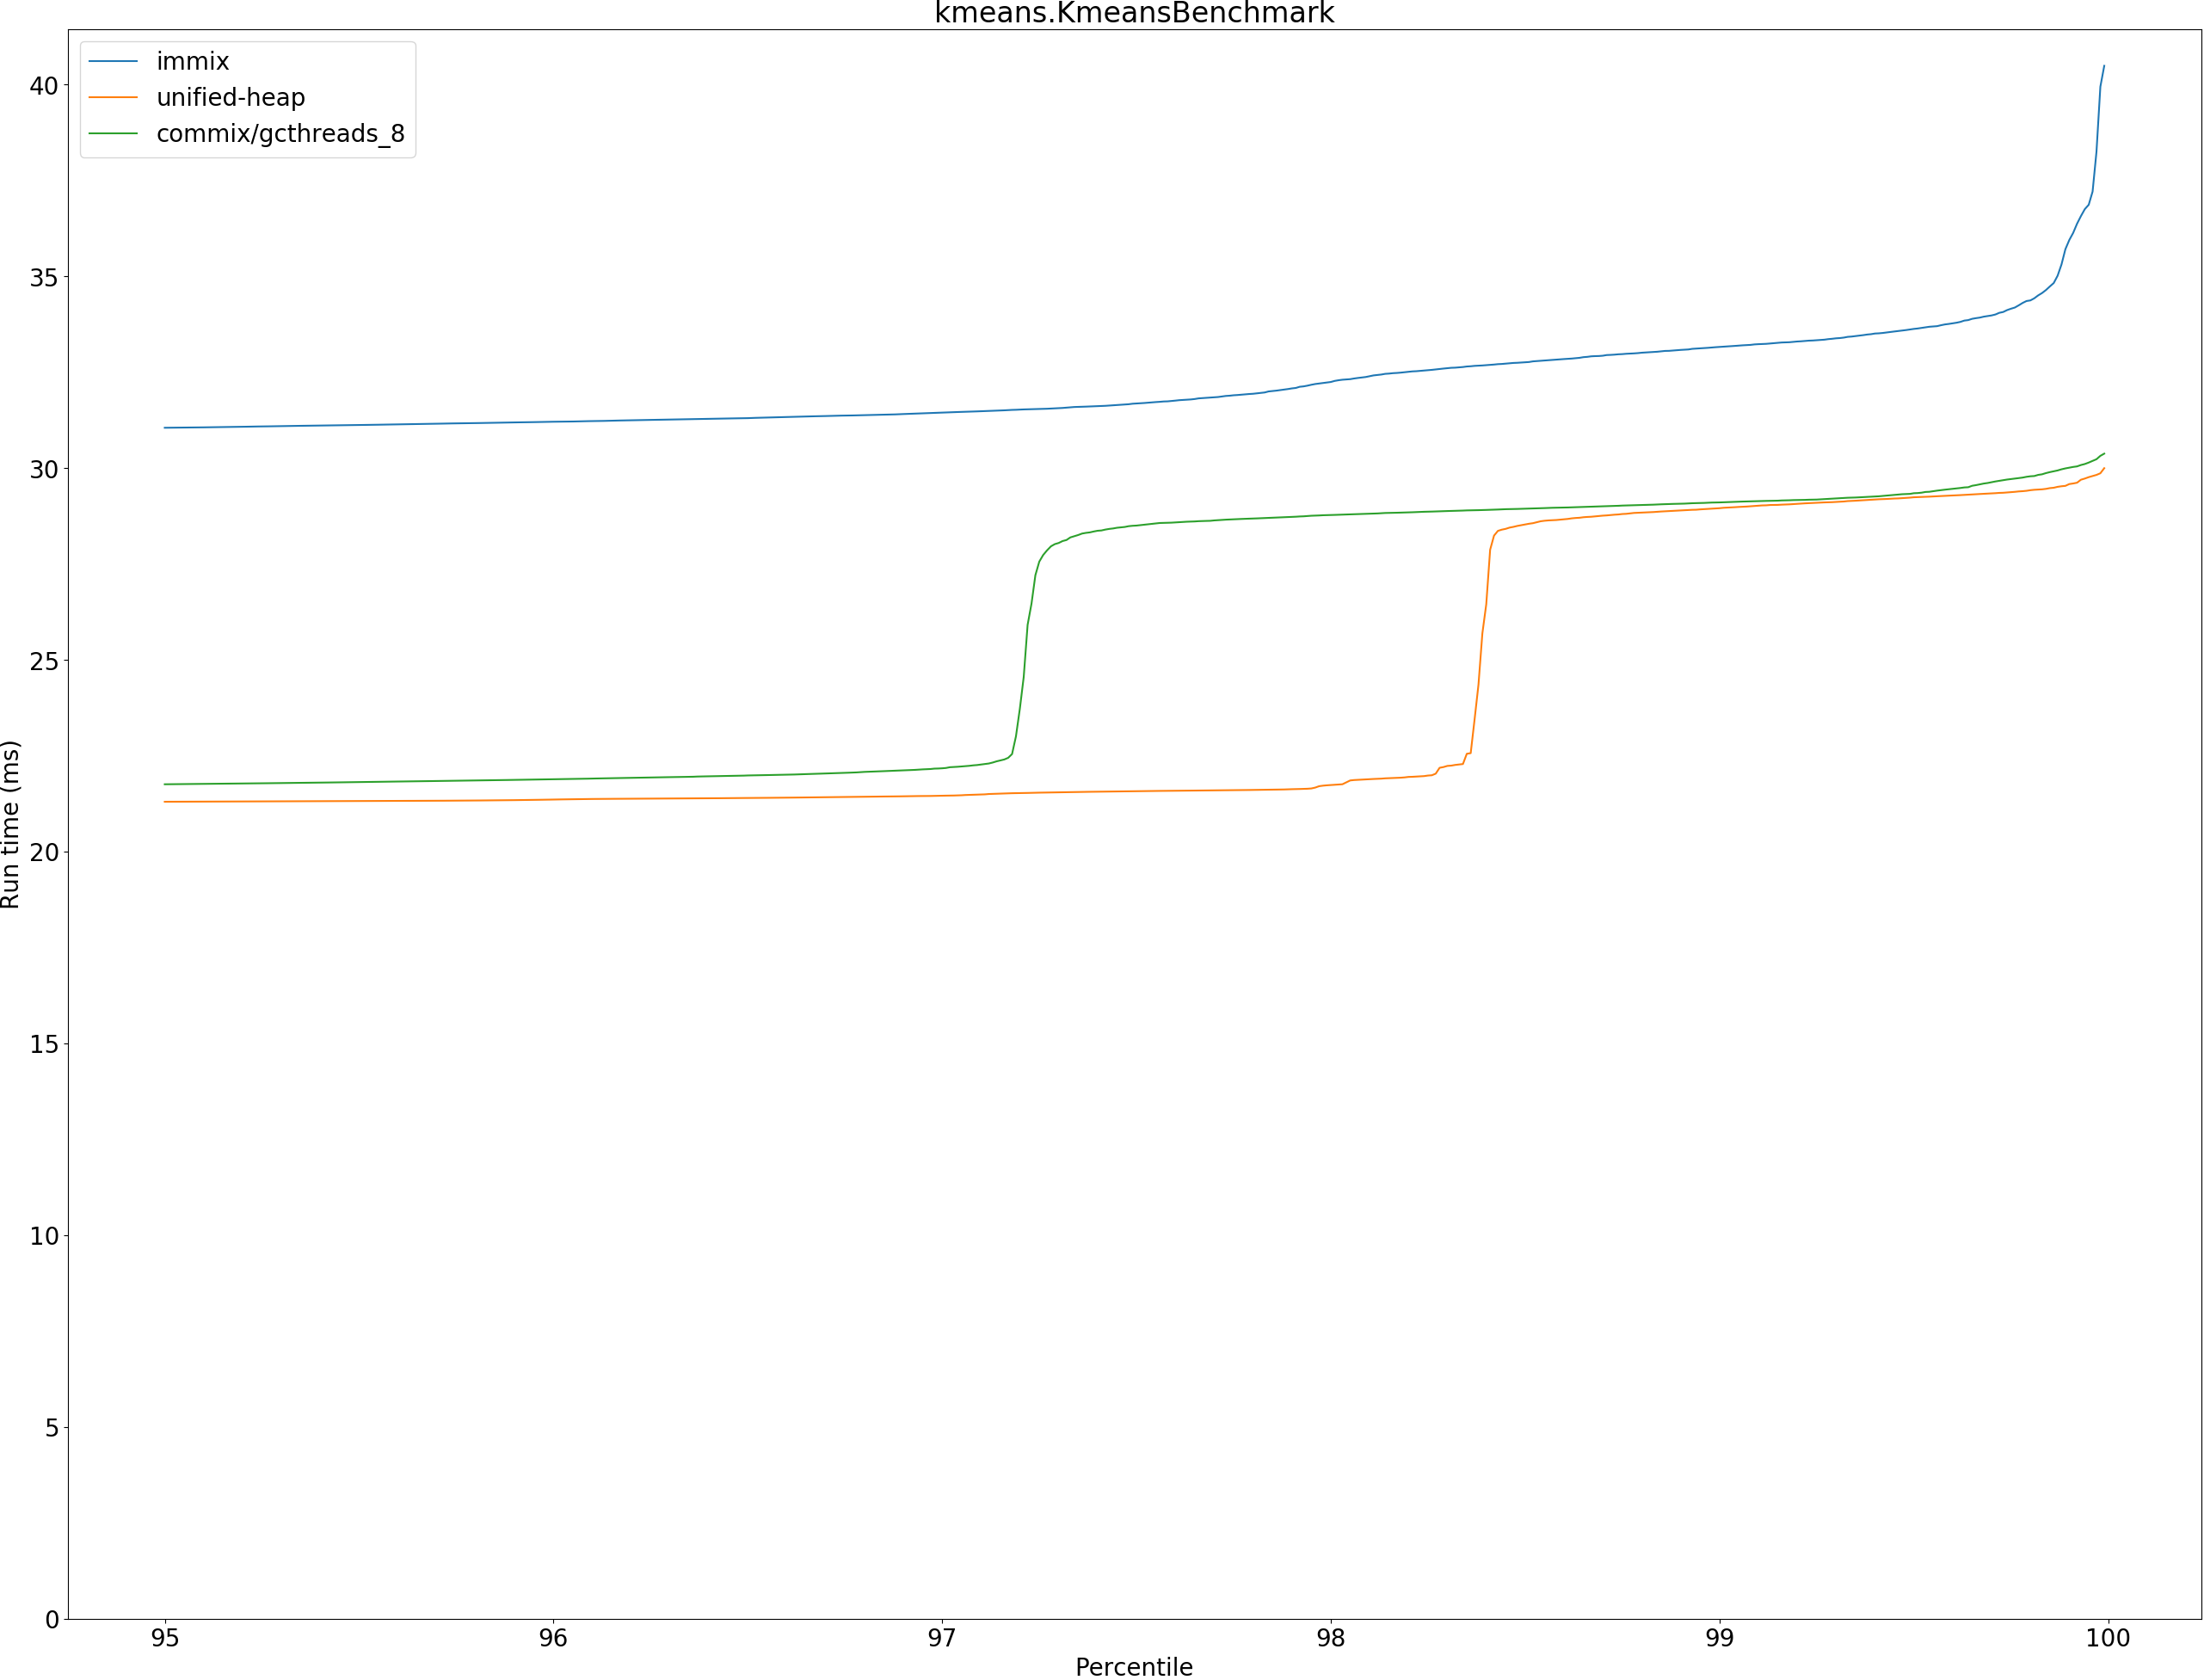 kmeans.KmeansBenchmark
immix
unified-heap
commix/gcthreads_8
40
35
30
25
20
15
10
5
0
Run time (ms)
95 96 97 98 99 100
Percentile